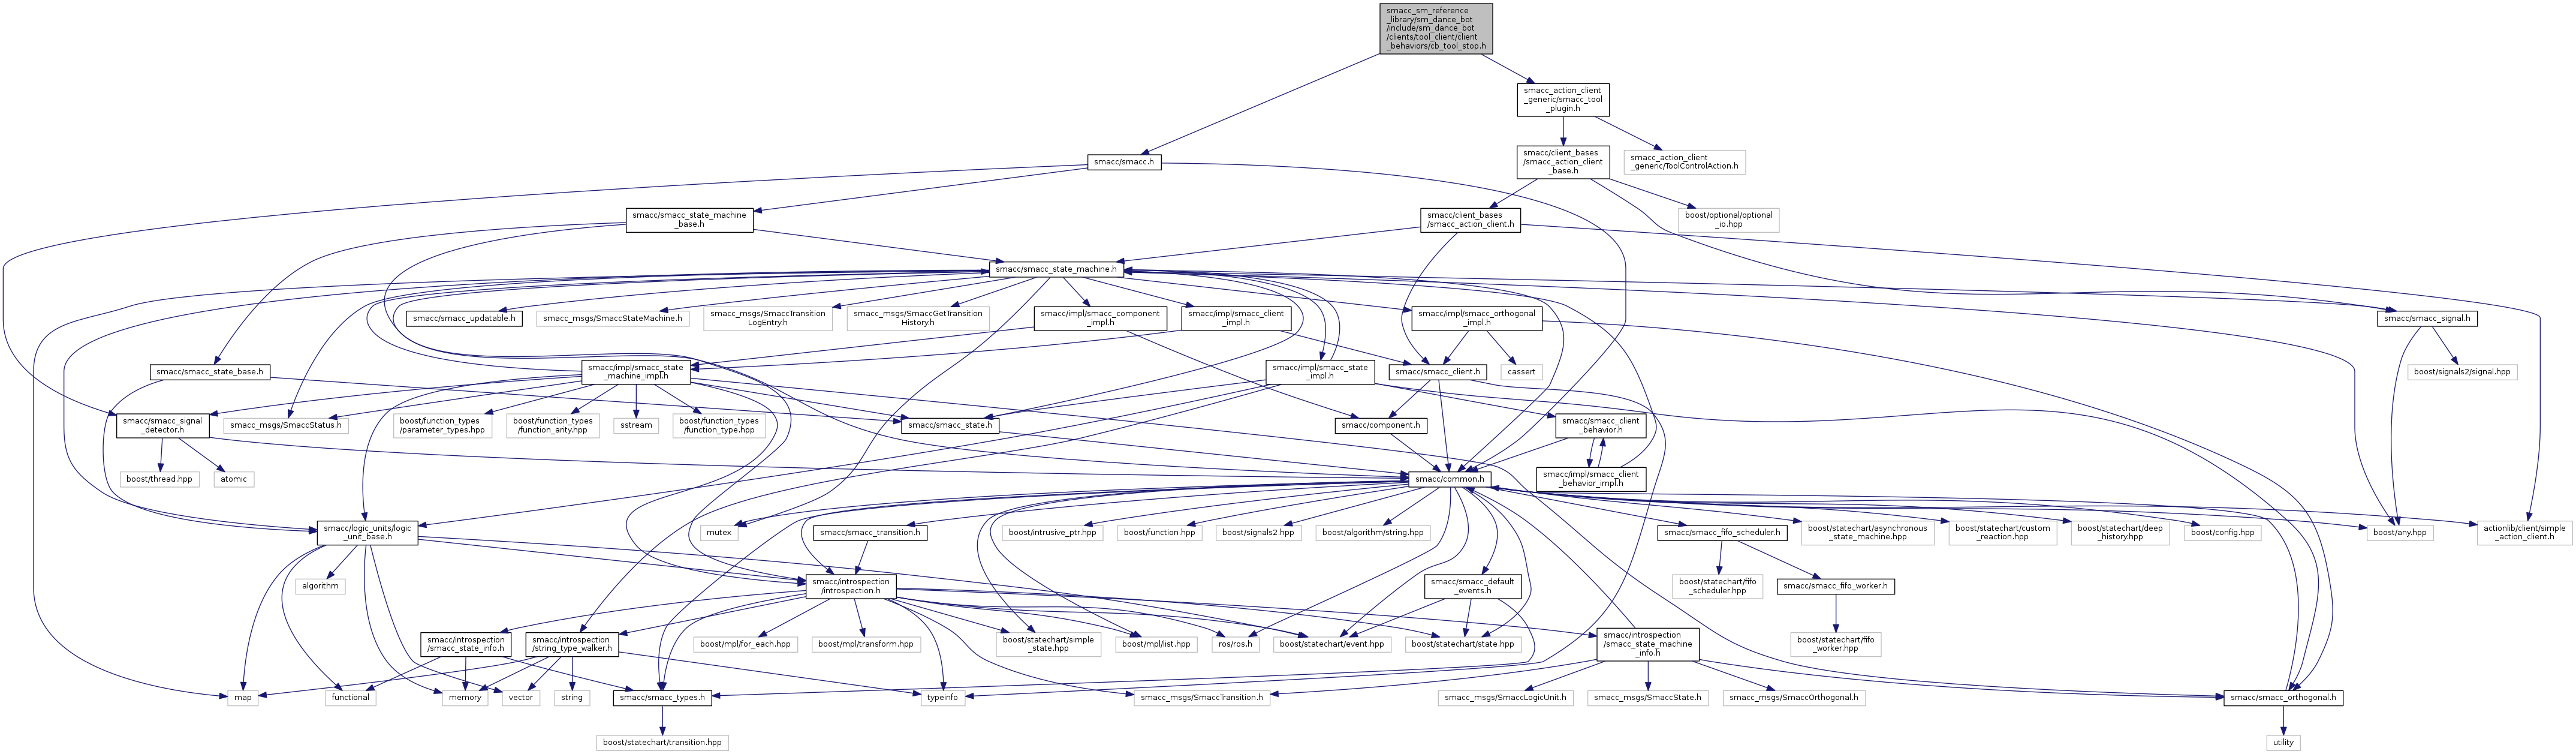 smacc_sm_reference
_library/sm_dance_bot
/include/sm_dance_bot
/clients/tool_client/client
_behaviors/cb_tool_stop.h
smacc_action_client
_generic/smacc_tool
_plugin.h
smacc/smacc.h
smacc/client_bases
/smacc_action_client
_base.h
smacc_action_client
_generic/ToolControlAction.h
smacc/smacc_state_machine
_base.h
smacc/client_bases
/smacc_action_client.h
boost/optional/optional
_io.hpp
smacc/smacc_state_machine.h
smacc/smacc_updatable.h
smacc_msgs/SmaccStateMachine.h
smacc_msgs/SmaccTransition
LogEntry.h
smacc_msgs/SmaccGetTransition
History.h
smacc/impl/smacc_component
_impl.h
smacc/impl/smacc_client
_impl.h
smacc/impl/smacc_orthogonal
_impl.h
smacc/smacc_signal.h
smacc/smacc_state_base.h
smacc/impl/smacc_state
_machine_impl.h
smacc/impl/smacc_state
_impl.h
smacc/smacc_client.h
cassert
boost/signals2/signal.hpp
smacc/smacc_signal
_detector.h
smacc_msgs/SmaccStatus.h
boost/function_types
/parameter_types.hpp
boost/function_types
/function_arity.hpp
sstream
boost/function_types
/function_type.hpp
smacc/smacc_state.h
smacc/component.h
smacc/smacc_client
_behavior.h
boost/thread.hpp
atomic
smacc/common.h
smacc/impl/smacc_client
_behavior_impl.h
smacc/logic_units/logic
_unit_base.h
mutex
smacc/smacc_transition.h
boost/intrusive_ptr.hpp
boost/function.hpp
boost/signals2.hpp
boost/algorithm/string.hpp
smacc/smacc_fifo_scheduler.h
boost/statechart/asynchronous
_state_machine.hpp
boost/statechart/custom
_reaction.hpp
boost/statechart/deep
_history.hpp
boost/config.hpp
boost/any.hpp
actionlib/client/simple
_action_client.h
algorithm
smacc/introspection
/introspection.h
smacc/smacc_default
_events.h
boost/statechart/fifo
_scheduler.hpp
smacc/smacc_fifo_worker.h
smacc/introspection
/smacc_state_info.h
smacc/introspection
/string_type_walker.h
boost/mpl/for_each.hpp
boost/mpl/transform.hpp
boost/statechart/simple
_state.hpp
boost/mpl/list.hpp
ros/ros.h
boost/statechart/event.hpp
boost/statechart/state.hpp
smacc/introspection
/smacc_state_machine
_info.h
boost/statechart/fifo
_worker.hpp
map
functional
memory
vector
string
smacc/smacc_types.h
typeinfo
smacc_msgs/SmaccTransition.h
smacc_msgs/SmaccLogicUnit.h
smacc_msgs/SmaccState.h
smacc_msgs/SmaccOrthogonal.h
smacc/smacc_orthogonal.h
boost/statechart/transition.hpp
utility